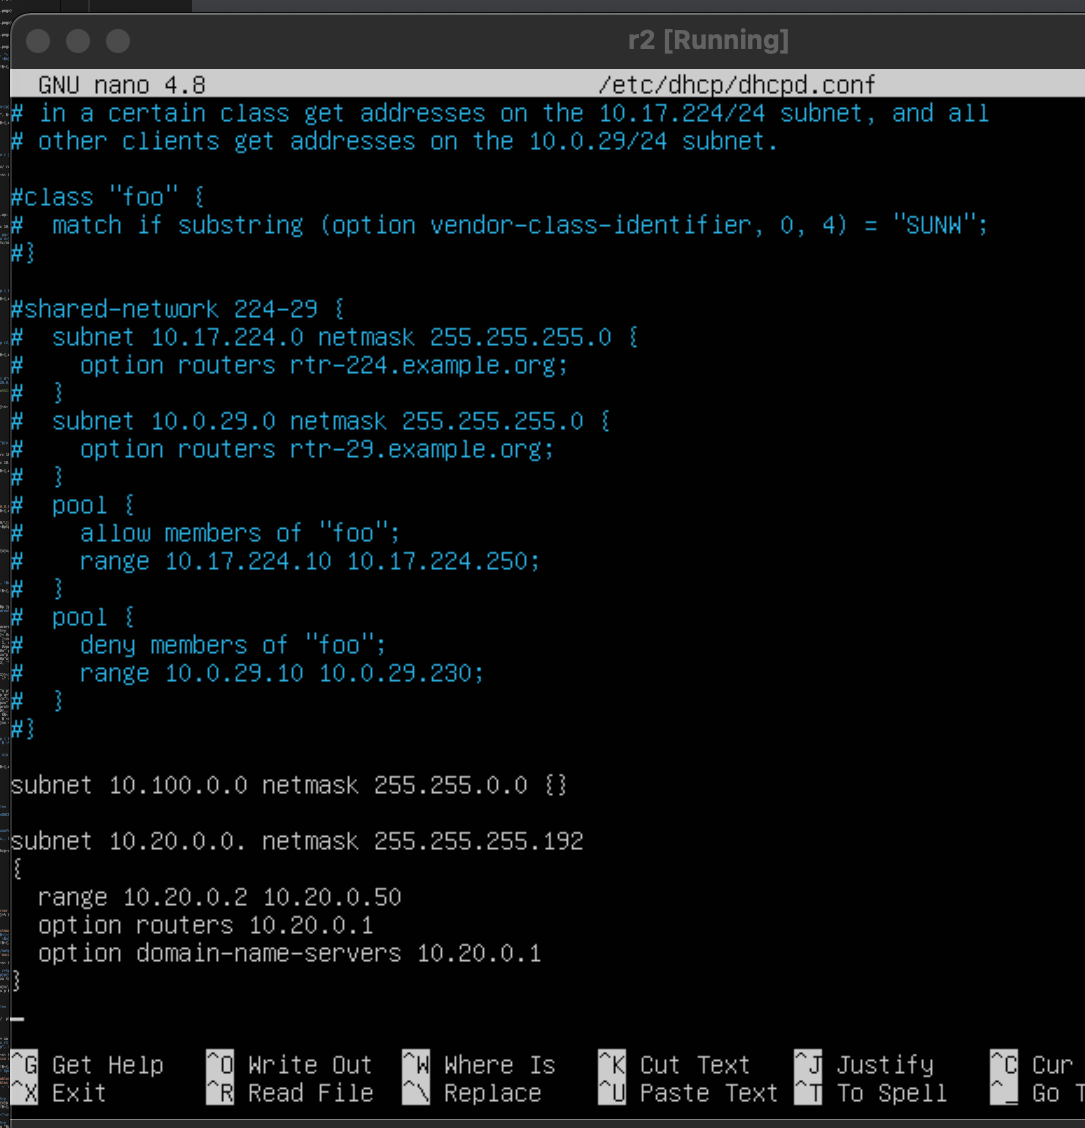 r2 [Running]
GNU nano 4.8 /etc/dhcp/dhcpd.conf
# in a certain class get addresses on the 10.17.224/24 subnet, and all
# other clients get addresses on the 10.0.29/24 subnet.
#class "foo" {
#  match if substring (option vendor-class-identifier, 0, 4) = "SUNW";
#}
#shared-network 224-29 {
#  subnet 10.17.224.0 netmask 255.255.255.0 {
#    option routers rtr-224.example.org;
#  }
#  subnet 10.0.29.0 netmask 255.255.255.0 {
#    option routers rtr-29.example.org;
#  }
#  pool {
#    allow members of "foo";
#    range 10.17.224.10 10.17.224.250;
#  }
#  pool {
#    deny members of "foo";
#    range 10.0.29.10 10.0.29.230;
#  }
#}
subnet 10.100.0.0 netmask 255.255.0.0 {}
subnet 10.20.0.0. netmask 255.255.255.192
{
  range 10.20.0.2 10.20.0.50
  option routers 10.20.0.1
  option domain-name-servers 10.20.0.1
}
^G Get Help ^O Write Out ^W Where Is ^K Cut Text ^J Justify ^C Cur
^X Exit ^R Read File ^\ Replace ^U Paste Text ^T To Spell ^_ Go T